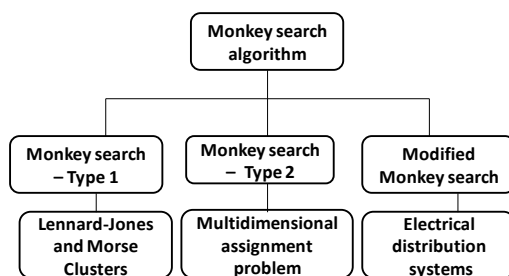 Monkey search
algorithm
Monkey search
– Type 1
Monkey search
– Type 2
Modified
Monkey search
Lennard-Jones
and Morse
Clusters
Multidimensional
assignment
problem
Electrical
distribution
systems